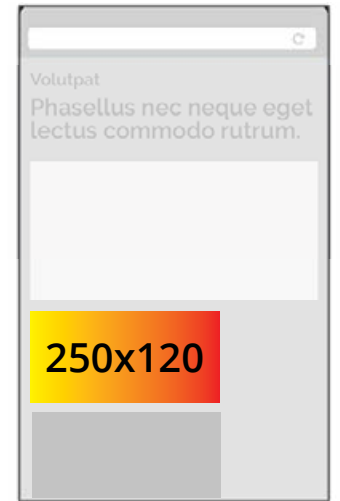 Volutpat
Phasellus nec neque eget
lectus commodo rutrum.
250x120